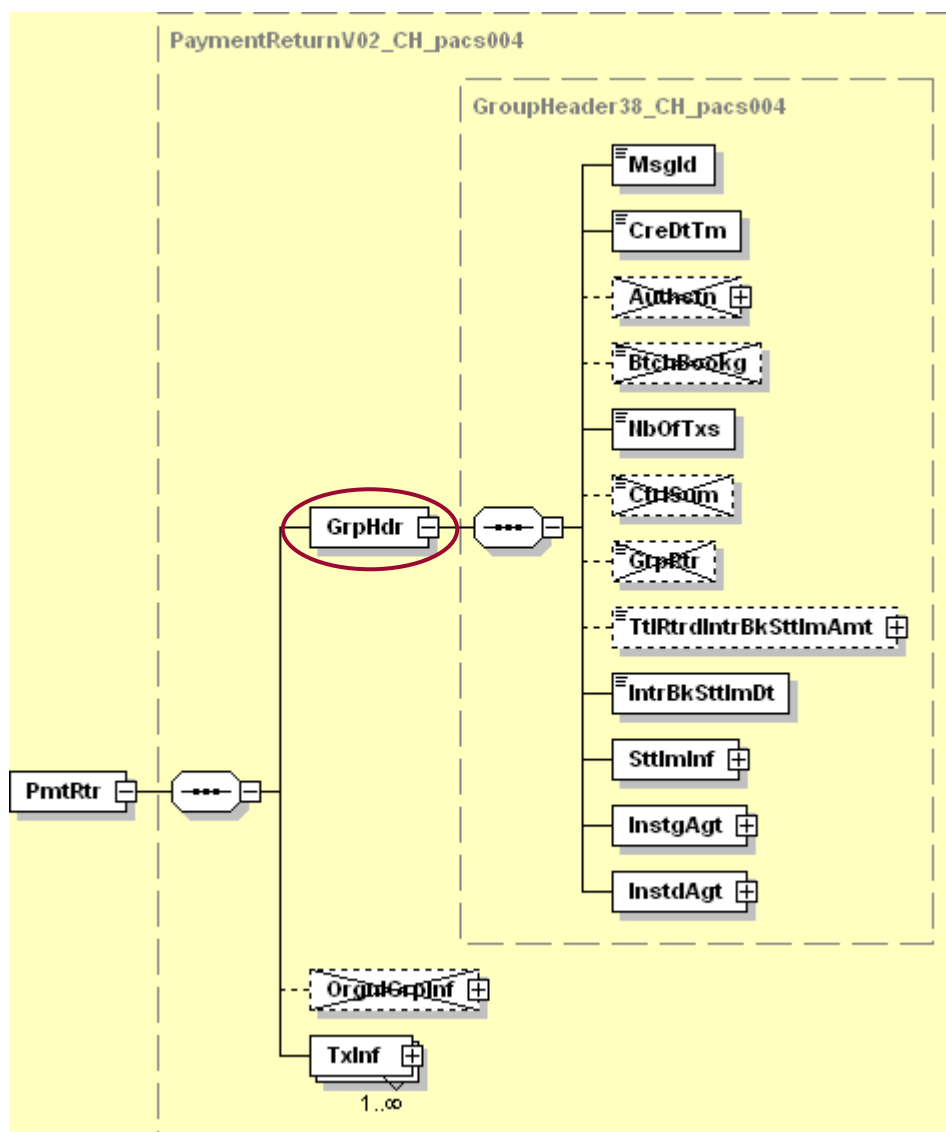 PaymentReturnV02_CH_pacs004
GroupHeader38_CH_pacs004
MsgId
CreDtTm
Authstn
BtchBookg
NbOfTxs
CtrlSum
GrpRtr
TtlRtrdIntrBkSttlmAmt
IntrBkSttlmDt
SttlmInf
InstgAgt
InstdAgt
GrpHdr
PmtRtr
OrgnlGrpInf
TxInf
1..∞